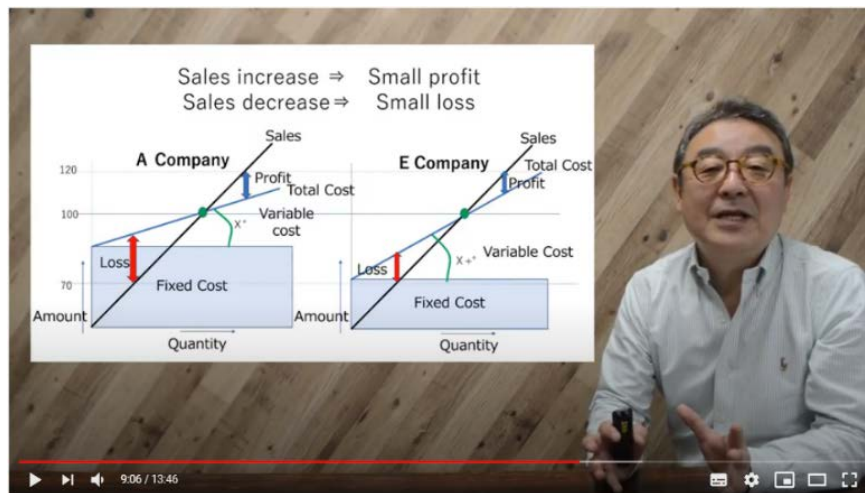 Sales increase ⇒ Small profit
Sales decrease⇒ Small loss
Sales
A Company
120
Profit
Total Cost
100
X°
Variable
cost
Loss
70
Fixed Cost
Amount
Quantity
Sales
E Company
Total Cost
Profit
X+°
Variable Cost
Loss
Fixed Cost
Amount
Quantity
9:06 / 13:46